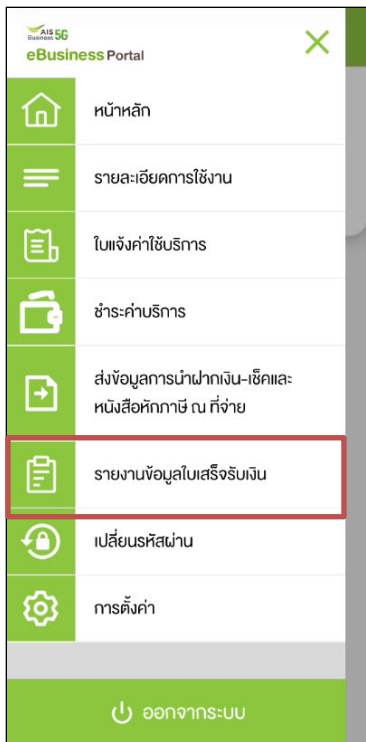 AIS 5G
Business
eBusiness Portal
หน้าหลัก
รายละเอียดการใช้งาน
ใบแจ้งค่าใช้บริการ
ชำระค่าบริการ
ส่งข้อมูลการนำฝากเงิน-เช็คและ
หนังสือหักภาษี ณ ที่จ่าย
รายงานข้อมูลใบเสร็จรับเงิน
เปลี่ยนรหัสผ่าน
การตั้งค่า
ออกจากระบบ